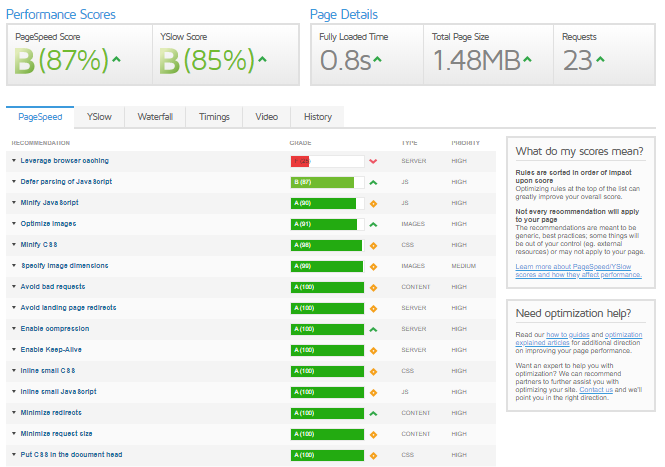 Performance Scores
Page Details
PageSpeed Score
B(87%)
YSlow Score
B(85%)
Fully Loaded Time
0.8s
Total Page Size
1.48MB
Requests
23
PageSpeed
YSlow
Waterfall
Timings
Video
History
RECOMMENDATION GRADE TYPE PRIORITY
Leverage browser caching SERVER HIGH
Defer parsing of JavaScript B (87) JS HIGH
Minify JavaScript A (90) JS HIGH
Optimize images A (91) IMAGES HIGH
Minify CSS A (98) CSS HIGH
Specify image dimensions A (99) IMAGES MEDIUM
Avoid bad requests A (100) CONTENT HIGH
Avoid landing page redirects A (100) SERVER HIGH
Enable compression A (100) SERVER HIGH
Enable Keep-Alive A (100) SERVER HIGH
Inline small CSS A (100) CSS HIGH
Inline small JavaScript A (100) JS HIGH
Minimize redirects A (100) CONTENT HIGH
Minimize request size A (100) CONTENT HIGH
Put CSS in the document head A (100) CSS HIGH
What do my scores mean?
Rules are sorted in order of impact
upon score
Optimizing rules at the top of the list can
greatly improve your overall score.
Not every recommendation will apply
to your page
The recommendations are meant to be
generic, best practices; some things will
be out of your control (eg. external
resources) or may not apply to your page.
Learn more about PageSpeed/YSlow
scores and how they affect performance.
Need optimization help?
Read our how to guides and optimization
explained articles for additional direction
on improving your page performance.
Want an expert to help you with
optimization? We can recommend
partners to further assist you with
optimizing your site. Contact us and we'll
point you in the right direction.